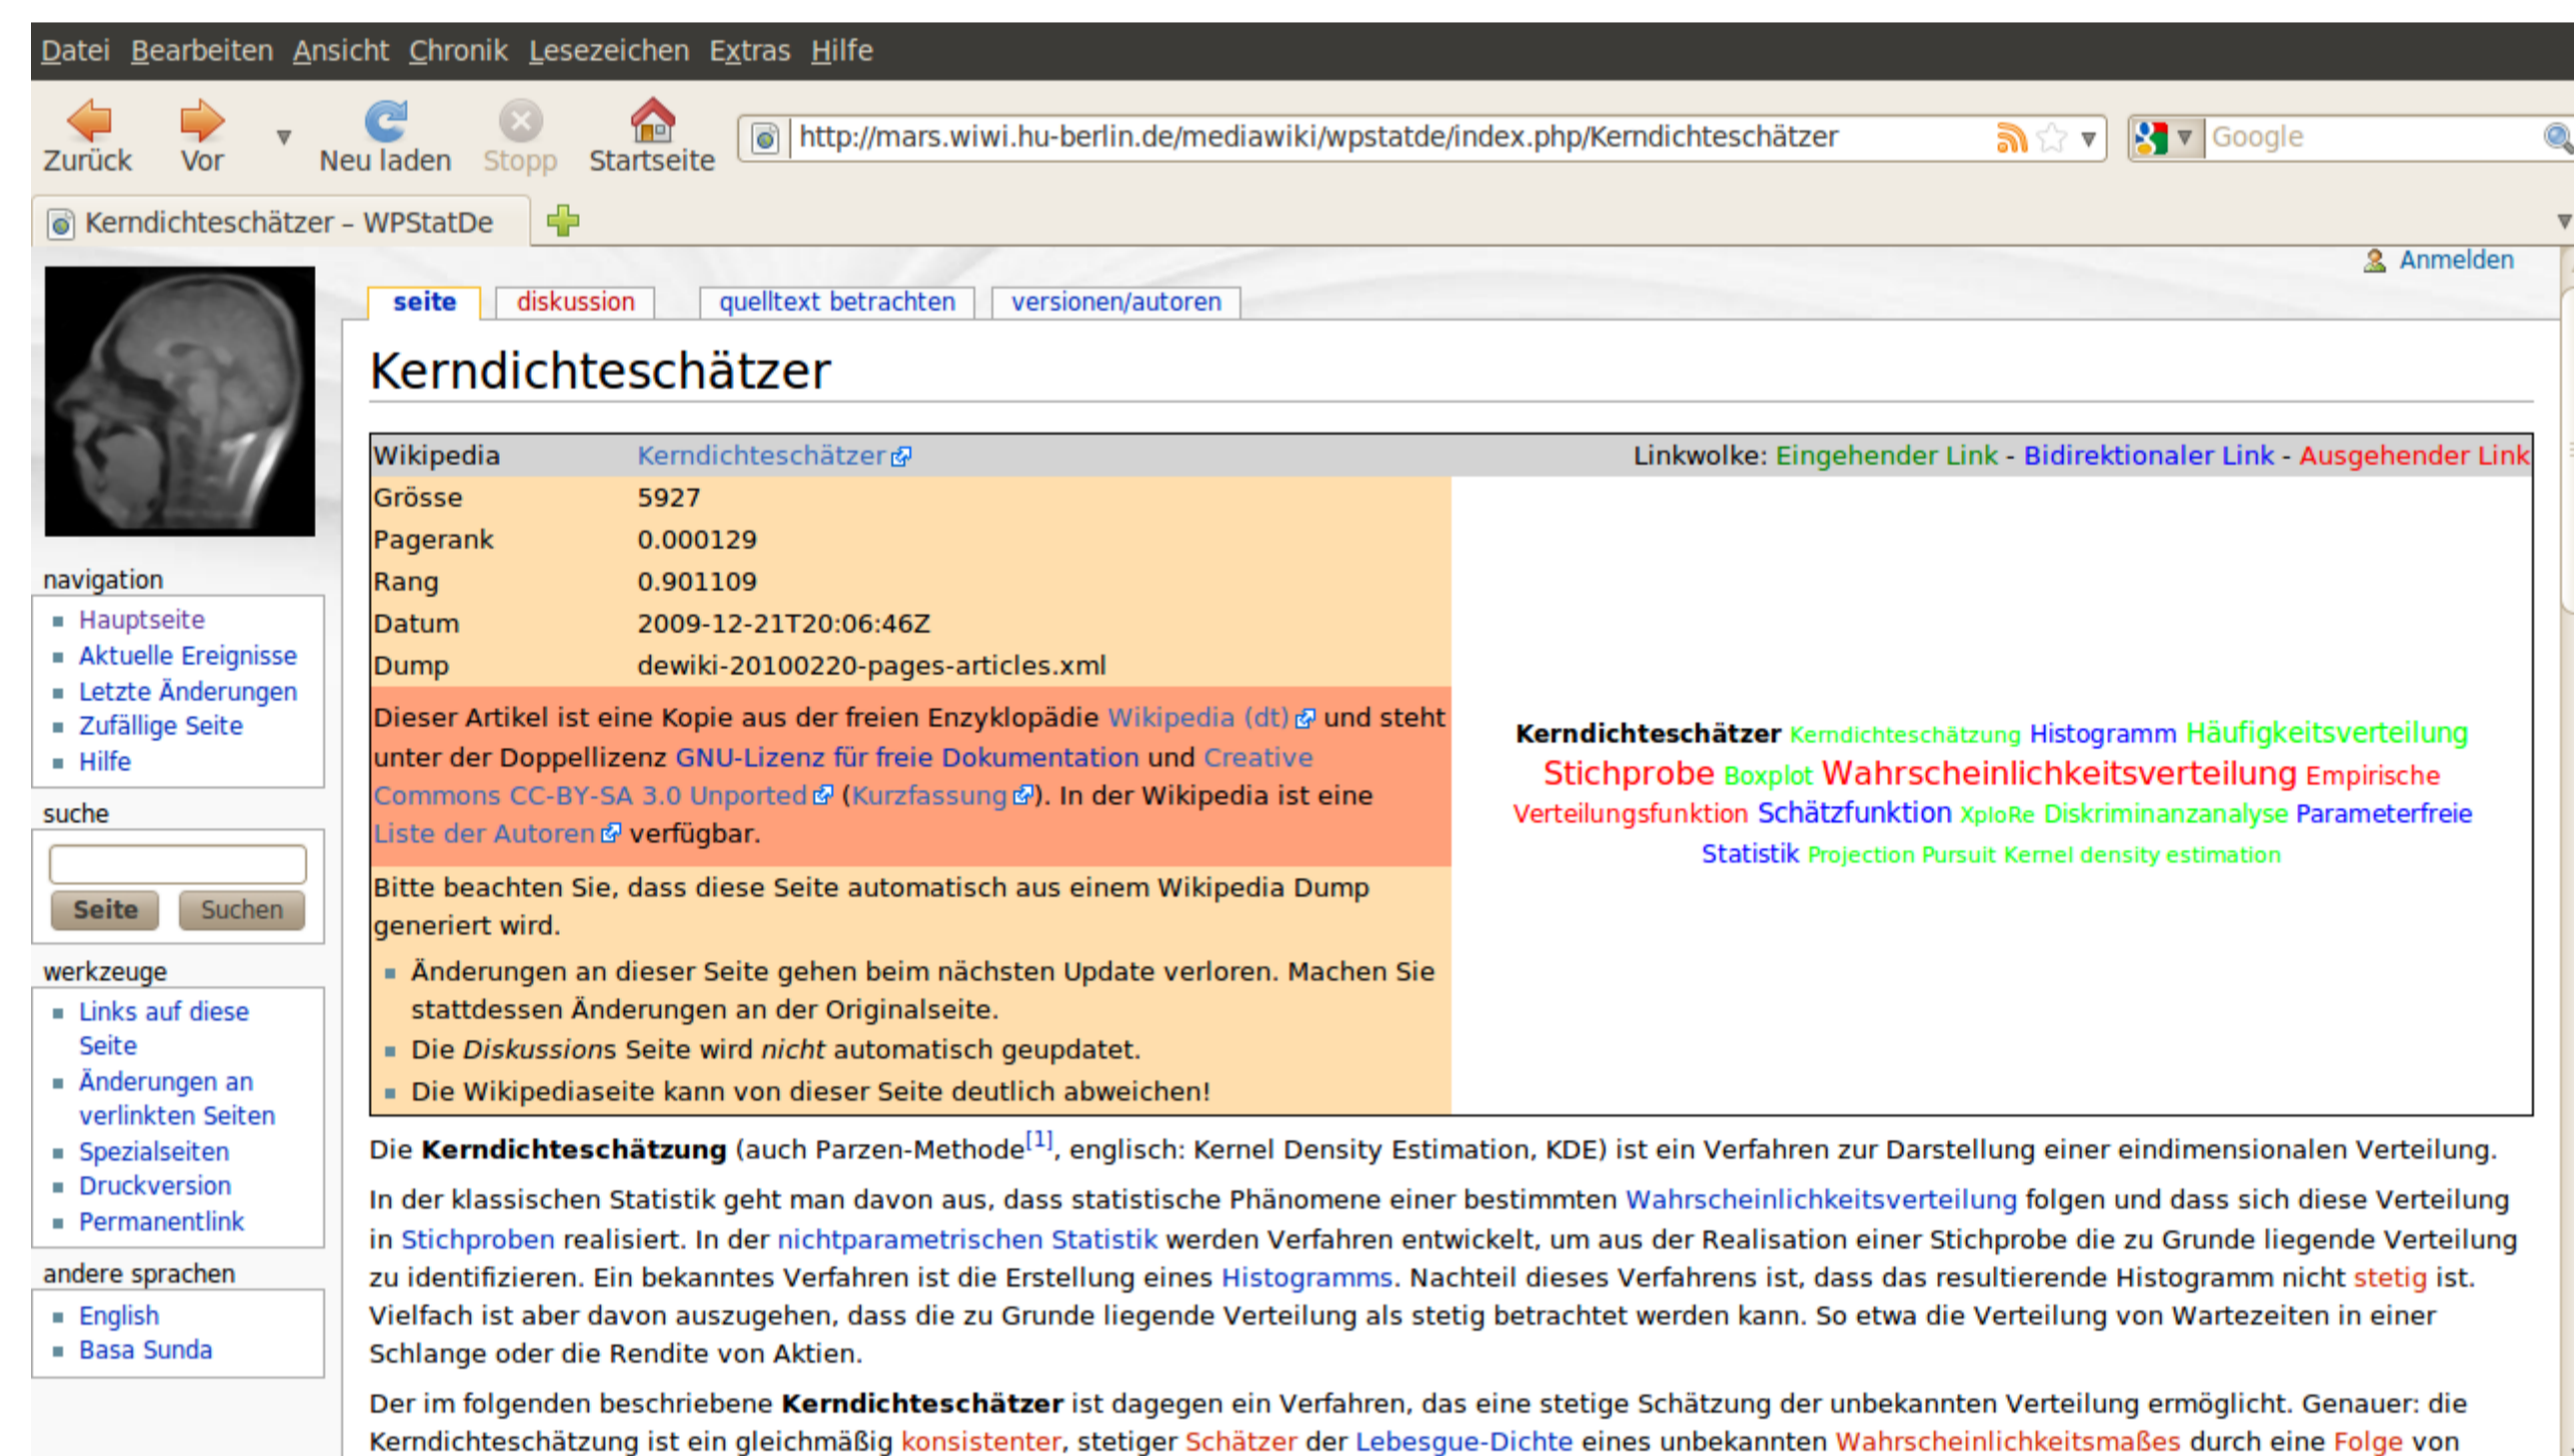 Datei Bearbeiten Ansicht Chronik Lesezeichen Extras Hilfe
Zurück Vor Neu laden Stopp Startseite http://mars.wiwi.hu-berlin.de/mediawiki/wpstatde/index.php/Kerndichteschätzer Google
Kerndichteschätzer – WPStatDe
Anmelden
seite diskussion quelltext betrachten versionen/autoren
Kerndichteschätzer
navigation
Hauptseite
Aktuelle Ereignisse
Letzte Änderungen
Zufällige Seite
Hilfe
suche
Seite Suchen
werkzeuge
Links auf diese
Seite
Änderungen an
verlinkten Seiten
Spezialseiten
Druckversion
Permanentlink
andere sprachen
English
Basa Sunda
Wikipedia Kerndichteschätzer Linkwolke: Eingehender Link - Bidirektionaler Link - Ausgehender Link
Grösse 5927
Pagerank 0.000129
Rang 0.901109
Datum 2009-12-21T20:06:46Z
Dump dewiki-20100220-pages-articles.xml
Dieser Artikel ist eine Kopie aus der freien Enzyklopädie Wikipedia (dt) und steht
unter der Doppellizenz GNU-Lizenz für freie Dokumentation und Creative
Commons CC-BY-SA 3.0 Unported (Kurzfassung). In der Wikipedia ist eine
Liste der Autoren verfügbar.
Bitte beachten Sie, dass diese Seite automatisch aus einem Wikipedia Dump
generiert wird.
Änderungen an dieser Seite gehen beim nächsten Update verloren. Machen Sie
stattdessen Änderungen an der Originalseite.
Die Diskussions Seite wird nicht automatisch geupdatet.
Die Wikipediaseite kann von dieser Seite deutlich abweichen!
Kerndichteschätzer Kerndichteschätzung Histogramm Häufigkeitsverteilung
Stichprobe Boxplot Wahrscheinlichkeitsverteilung Empirische
Verteilungsfunktion Schätzfunktion XploRe Diskriminanzanalyse Parameterfreie
Statistik Projection Pursuit Kernel density estimation
Die Kerndichteschätzung (auch Parzen-Methode[1], englisch: Kernel Density Estimation, KDE) ist ein Verfahren zur Darstellung einer eindimensionalen Verteilung.
In der klassischen Statistik geht man davon aus, dass statistische Phänomene einer bestimmten Wahrscheinlichkeitsverteilung folgen und dass sich diese Verteilung
in Stichproben realisiert. In der nichtparametrischen Statistik werden Verfahren entwickelt, um aus der Realisation einer Stichprobe die zu Grunde liegende Verteilung
zu identifizieren. Ein bekanntes Verfahren ist die Erstellung eines Histogramms. Nachteil dieses Verfahrens ist, dass das resultierende Histogramm nicht stetig ist.
Vielfach ist aber davon auszugehen, dass die zu Grunde liegende Verteilung als stetig betrachtet werden kann. So etwa die Verteilung von Wartezeiten in einer
Schlange oder die Rendite von Aktien.
Der im folgenden beschriebene Kerndichteschätzer ist dagegen ein Verfahren, das eine stetige Schätzung der unbekannten Verteilung ermöglicht. Genauer: die
Kerndichteschätzung ist ein gleichmäßig konsistenter, stetiger Schätzer der Lebesgue-Dichte eines unbekannten Wahrscheinlichkeitsmaßes durch eine Folge von